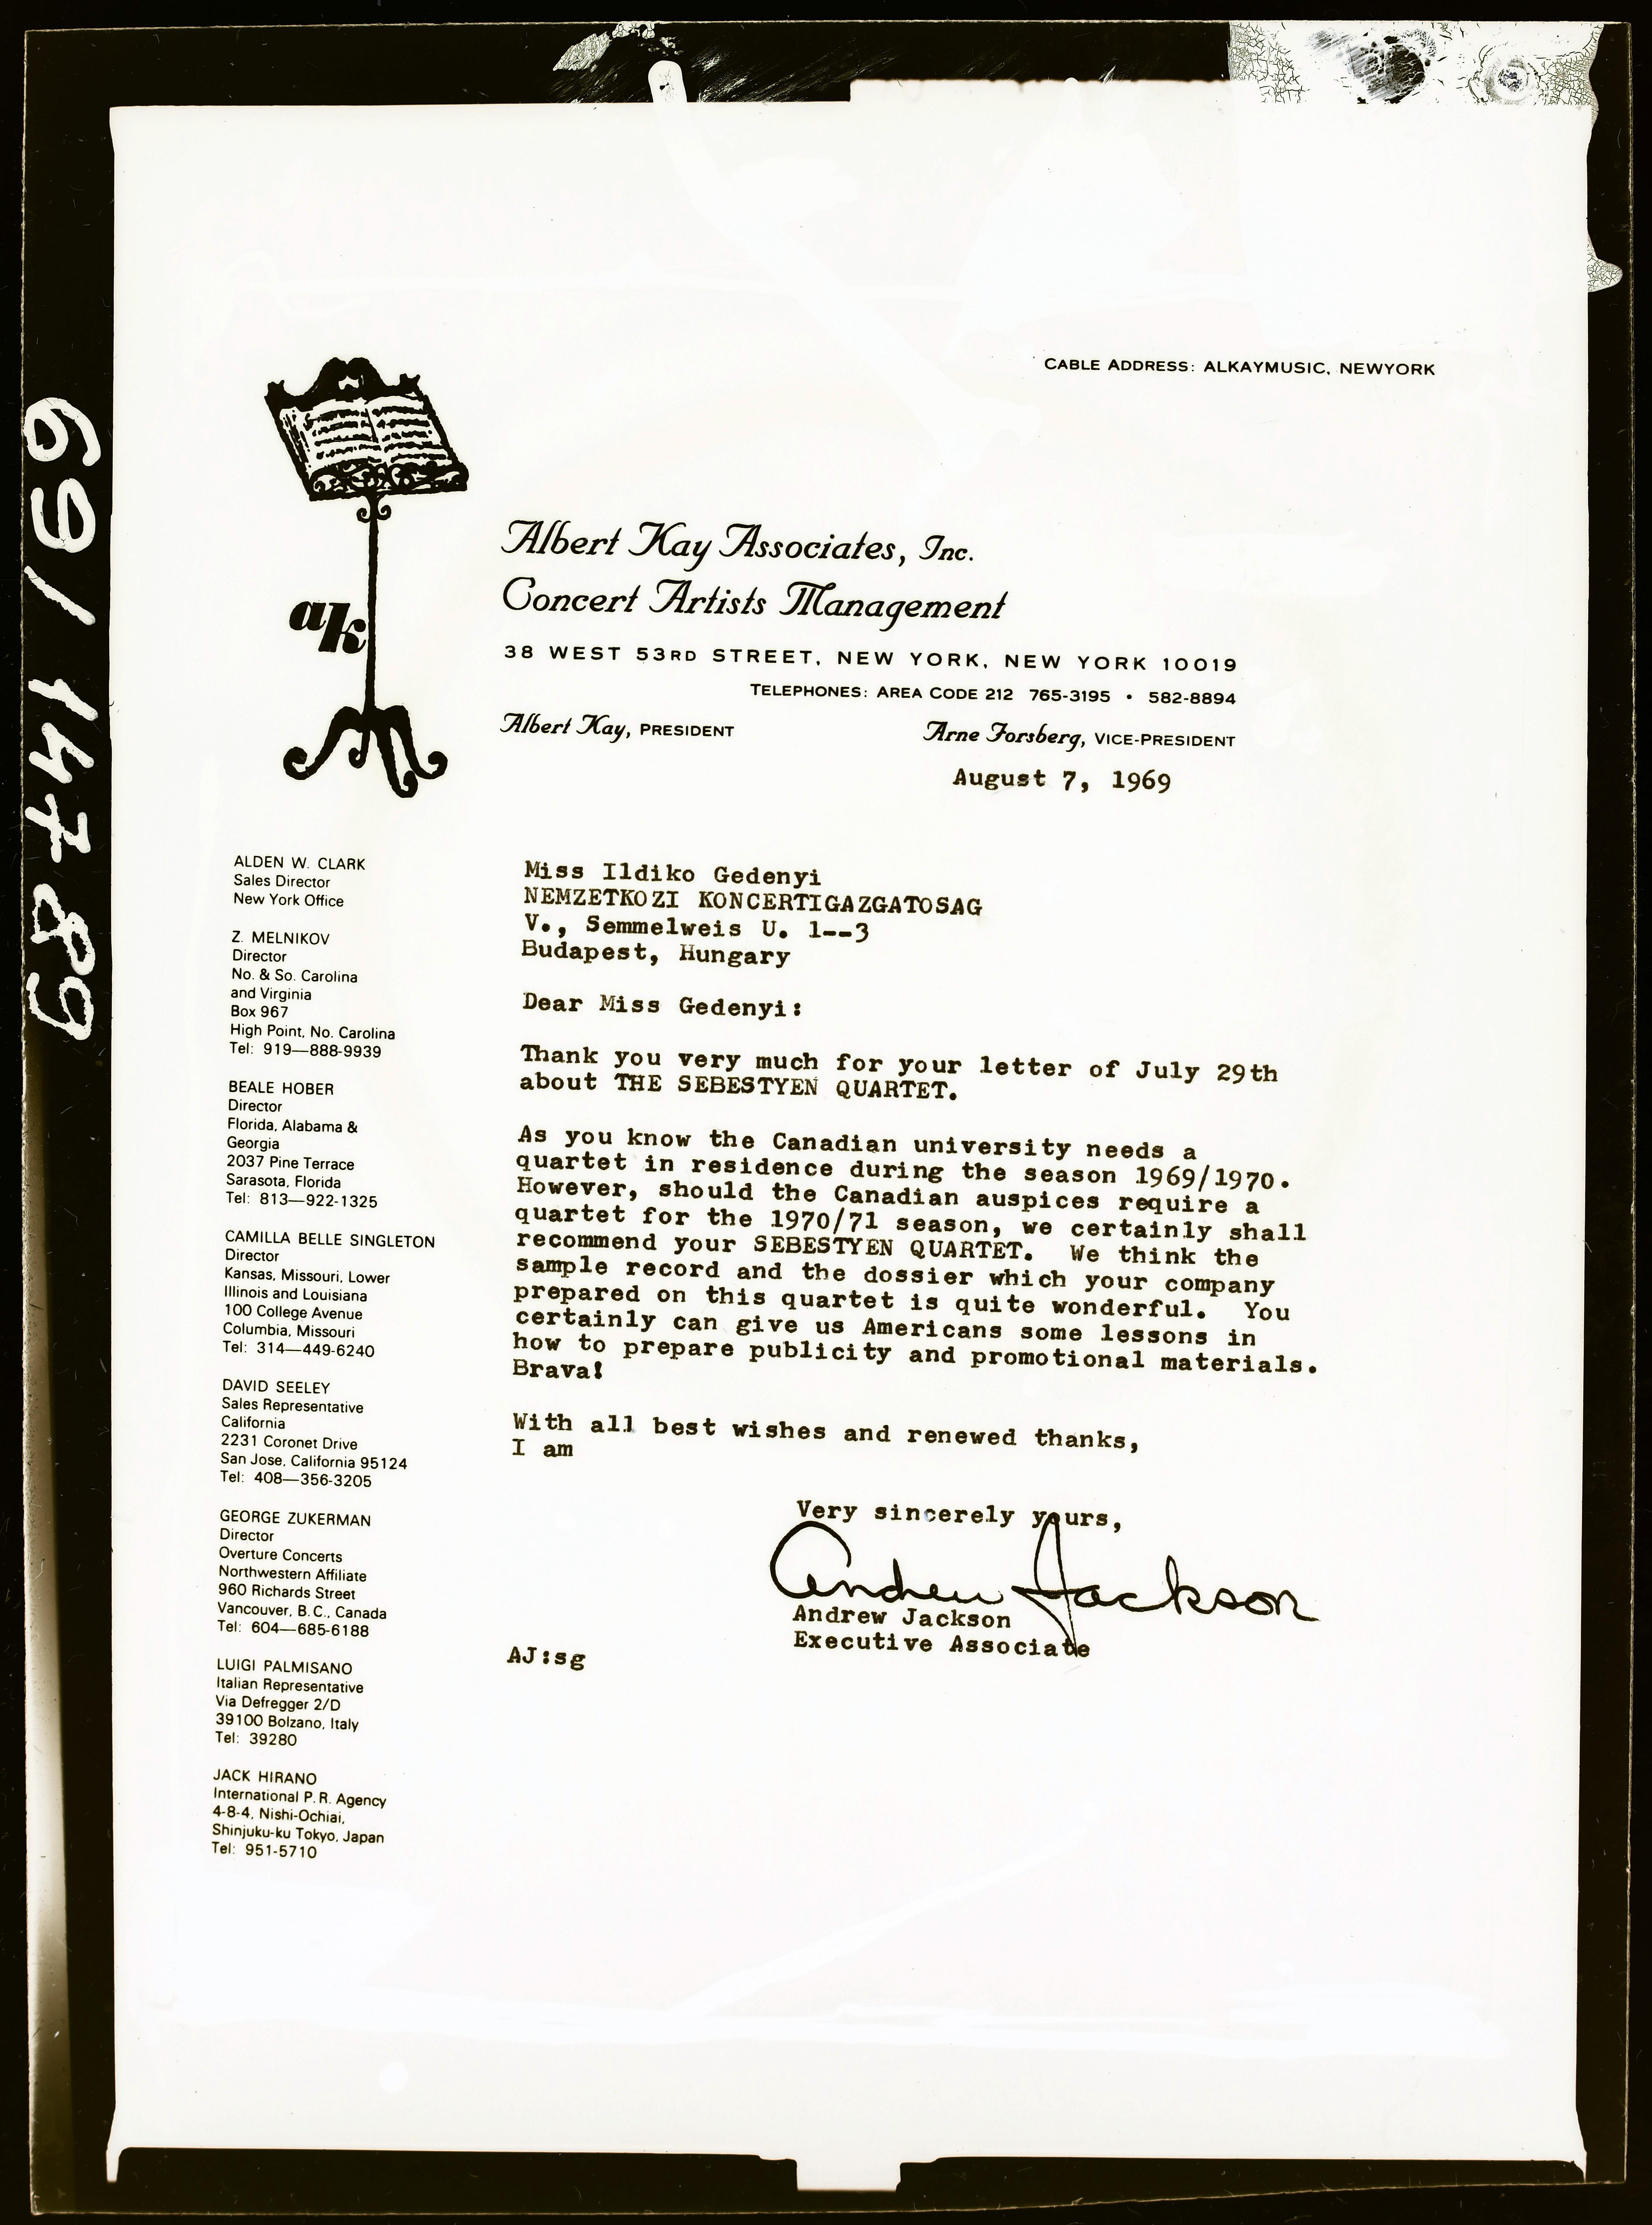 CABLE ADDRESS: ALKAYMUSIC, NEWYORK
ak
Albert Kay Associates, Inc.
Concert Artists Management
38 WEST 53RD STREET, NEW YORK, NEW YORK 10019
TELEPHONES: AREA CODE 212 765-3195 • 582-8894
Albert Kay, PRESIDENT Arne Forsberg, VICE-PRESIDENT
August 7, 1969
ALDEN W. CLARK
Sales Director
New York Office
Z. MELNIKOV
Director
No. & So. Carolina
and Virginia
Box 967
High Point, No. Carolina
Tel: 919—888-9939
BEALE HOBER
Director
Florida, Alabama &
Georgia
2037 Pine Terrace
Sarasota, Florida
Tel: 813—922-1325
CAMILLA BELLE SINGLETON
Director
Kansas, Missouri, Lower
Illinois and Louisiana
100 College Avenue
Columbia, Missouri
Tel: 314—449-6240
DAVID SEELEY
Sales Representative
California
2231 Coronet Drive
San Jose, California 95124
Tel: 408—356-3205
GEORGE ZUKERMAN
Director
Overture Concerts
Northwestern Affiliate
960 Richards Street
Vancouver, B.C., Canada
Tel: 604—685-6188
LUIGI PALMISANO
Italian Representative
Via Defregger 2/D
39100 Bolzano, Italy
Tel: 39280
JACK HIRANO
International P.R. Agency
4-8-4, Nishi-Ochiai,
Shinjuku-ku Tokyo, Japan
Tel: 951-5710
Miss Ildiko Gedenyi
NEMZETKOZI KONCERTIGAZGATOSAG
V., Semmelweis U. 1--3
Budapest, Hungary
Dear Miss Gedenyi:
Thank you very much for your letter of July 29th
about THE SEBESTYEN QUARTET.
As you know the Canadian university needs a
quartet in residence during the season 1969/1970.
However, should the Canadian auspices require a
quartet for the 1970/71 season, we certainly shall
recommend your SEBESTYEN QUARTET. We think the
sample record and the dossier which your company
prepared on this quartet is quite wonderful. You
certainly can give us Americans some lessons in
how to prepare publicity and promotional materials.
Brava!
With all best wishes and renewed thanks,
I am
Very sincerely yours,
Andrew Jackson
Andrew Jackson
Executive Associate
AJ:sg